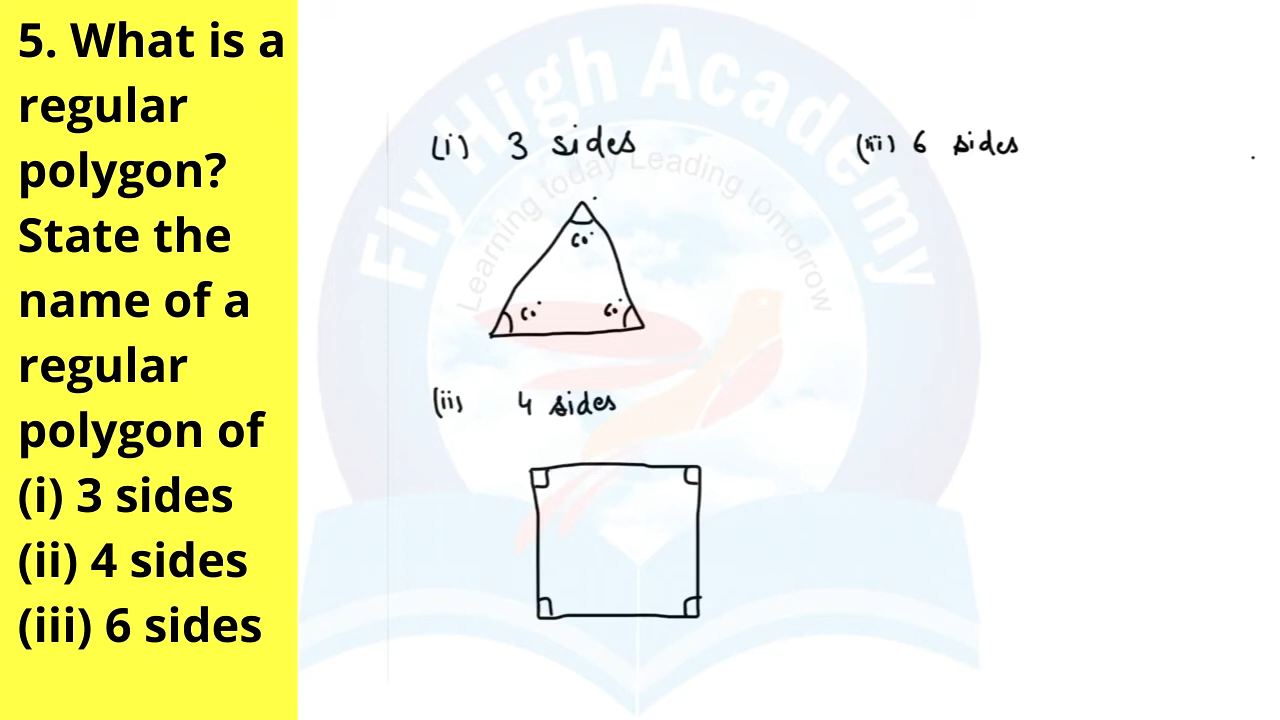 5. What is a
regular
polygon?
State the
name of a
regular
polygon of
(i) 3 sides
(ii) 4 sides
(iii) 6 sides
Fly High Academy
Learning today Leading tomorrow
(i) 3 sides
60°
60° 60°
(ii) 4 sides
(iii) 6 sides